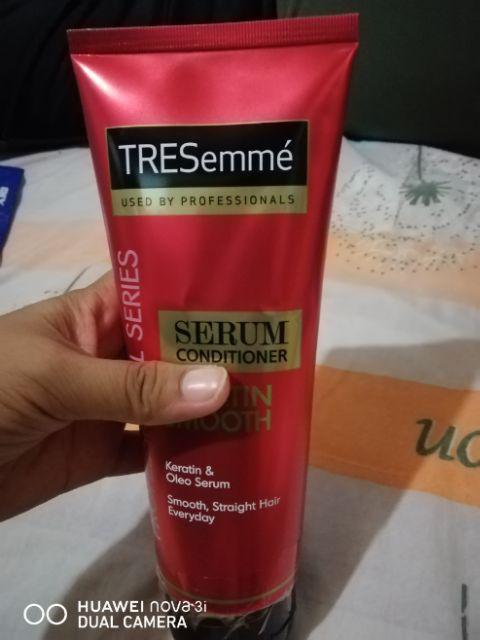 TRESemmé
USED BY PROFESSIONALS
SERIES
SERUM
CONDITIONER
Keratin &
Oleo Serum
Smooth, Straight Hair
Everyday
HUAWEI nova 3i
DUAL CAMERA